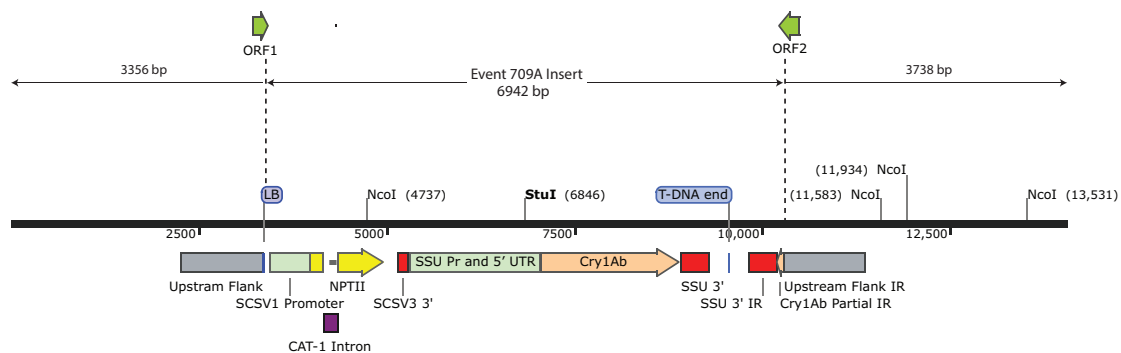 ORF1
ORF2
3356 bp
Event 709A Insert
6942 bp
3738 bp
(11,934) NcoI
LB
NcoI (4737)
StuI (6846)
T-DNA end
(11,583) NcoI
NcoI (13,531)
2500
5000
7500
10,000
12,500
SSU Pr and 5’ UTR
Cry1Ab
Upstram Flank
NPTII
SSU 3'
Upstream Flank IR
SCSV1 Promoter
SCSV3 3'
SSU 3' IR
Cry1Ab Partial IR
CAT-1 Intron